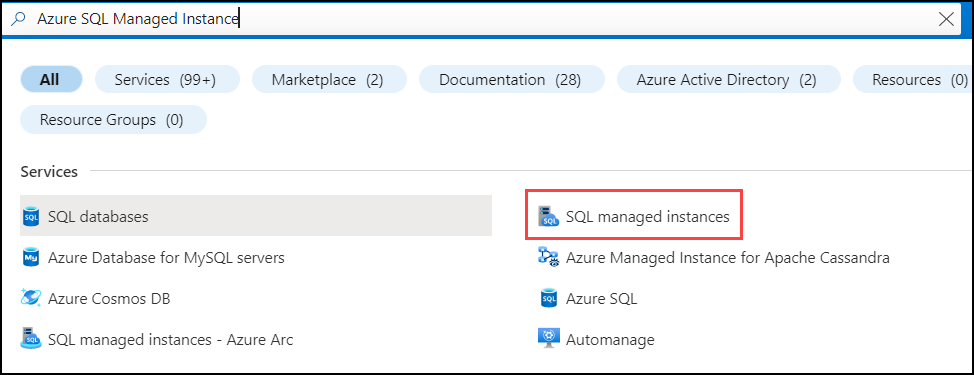 Azure SQL Managed Instance
All Services (99+) Marketplace (2) Documentation (28) Azure Active Directory (2) Resources (0)
Resource Groups (0)
Services
SQL databases SQL managed instances
Azure Database for MySQL servers Azure Managed Instance for Apache Cassandra
Azure Cosmos DB Azure SQL
SQL managed instances - Azure Arc Automanage